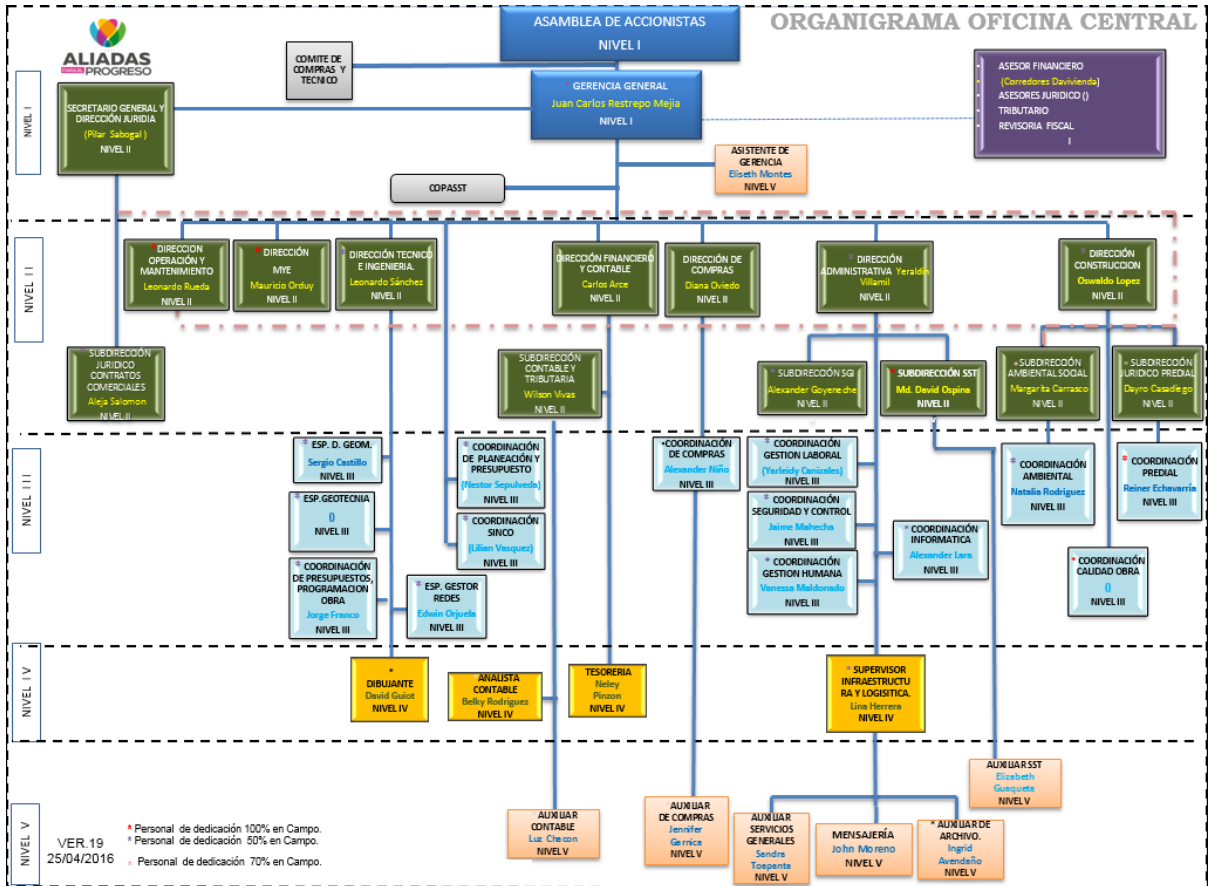 ASAMBLEA DE ACCIONISTAS
NIVEL I
ORGANIGRAMA OFICINA CENTRAL
ALIADAS
PARA EL PROGRESO
COMITE DE
COMPRAS Y
TECNICO
* GERENCIA GENERAL
Juan Carlos Restrepo Mejia
NIVEL I
ASESOR FINANCIERO
(Corredores Davivienda)
ASESORES JURIDICO ()
TRIBUTARIO
REVISORIA FISCAL
I
NIVEL I
SECRETARIO GENERAL Y
DIRECCIÓN JURIDIA
(Pilar Sabogal )
NIVEL II
ASISTENTE DE
GERENCIA
Eliseth Montes
NIVEL V
COPASST
NIVEL II
*DIRECCION
OPERACIÓN Y
MANTENIMIENTO
Leonardo Rueda
NIVEL II
* DIRECCIÓN
MYE
Mauricio Orduy
NIVEL II
* DIRECCIÓN TECNICO
E INGENIERIA.
Leonardo Sánchez
NIVEL II
DIRECCIÓN FINANCIERO
Y CONTABLE
Carlos Arce
NIVEL II
DIRECCIÓN DE
COMPRAS
Diana Oviedo
NIVEL II
* DIRECCIÓN
ADMINISTRATIVA Yeraldin
Villamil
NIVEL II
* DIRECCIÓN
CONSTRUCCION
Oswaldo Lopez
NIVEL II
* SUBDIRECCIÓN
JURIDICO
CONTRATOS
COMERCIALES
Aleja Salomon
NIVEL II
SUBDIRECCIÓN
CONTABLE Y
TRIBUTARIA
Wilson Vivas
NIVEL II
* SUBDIRECCIÓN SGI
Alexander Goyeneche
NIVEL II
* SUBDIRECCIÓN SST
Md. David Ospina
NIVEL II
* SUBDIRECCIÓN
AMBIENTAL SOCIAL
Margarita Carrasco
NIVEL II
* SUBDIRECCIÓN
JURIDICO PREDIAL
Dayro Casadiego
NIVEL II
NIVEL III
* ESP. D. GEOM.
Sergio Castillo
NIVEL III
* COORDINACIÓN
DE PLANEACIÓN Y
PRESUPUESTO
(Nestor Sepulveda)
NIVEL III
*COORDINACIÓN
DE COMPRAS
Alexander Niño
NIVEL III
* COORDINACIÓN
GESTION LABORAL
(Yarleidy Canizales)
NIVEL III
* COORDINACIÓN
AMBIENTAL
Natalia Rodriguez
NIVEL III
* COORDINACIÓN
PREDIAL
Reiner Echavarría
NIVEL III
* ESP.GEOTECNIA
()
NIVEL III
* COORDINACIÓN
SINCO
(Lilian Vasquez)
NIVEL III
* COORDINACIÓN
SEGURIDAD Y CONTROL
Jaime Mahecha
NIVEL III
* COORDINACIÓN
INFORMATICA
Alexander Lara
NIVEL III
* COORDINACIÓN
DE PRESUPUESTOS,
PROGRAMACION
OBRA
Jorge Franco
NIVEL III
* ESP. GESTOR
REDES
Edwin Orjuela
NIVEL III
* COORDINACIÓN
GESTION HUMANA
Vanessa Maldonado
NIVEL III
* COORDINACIÓN
CALIDAD OBRA
()
NIVEL III
NIVEL IV
*
DIBUJANTE
David Guiot
NIVEL IV
*ANALISTA
CONTABLE
Belky Rodriguez
NIVEL IV
TESORERIA
Neley
Pinzon
NIVEL IV
* SUPERVISOR
INFRAESTRUCTU
RA Y LOGISITICA.
Lina Herrera
NIVEL IV
NIVEL V
AUXILIAR SST
Elizabeth
Guaqueta
NIVEL V
AUXILIAR
CONTABLE
Luz Chacon
NIVEL V
*AUXILIAR
DE COMPRAS
Jennifer
Garnica
NIVEL V
AUXILIAR
SERVICIOS
GENERALES
Sandra
Toapanta
NIVEL V
MENSAJERÍA
John Moreno
NIVEL V
* AUXILIAR DE
ARCHIVO.
Ingrid
Avendaño
NIVEL V
VER.19
25/04/2016
* Personal de dedicación 100% en Campo.
* Personal de dedicación 50% en Campo.
* Personal de dedicación 70% en Campo.